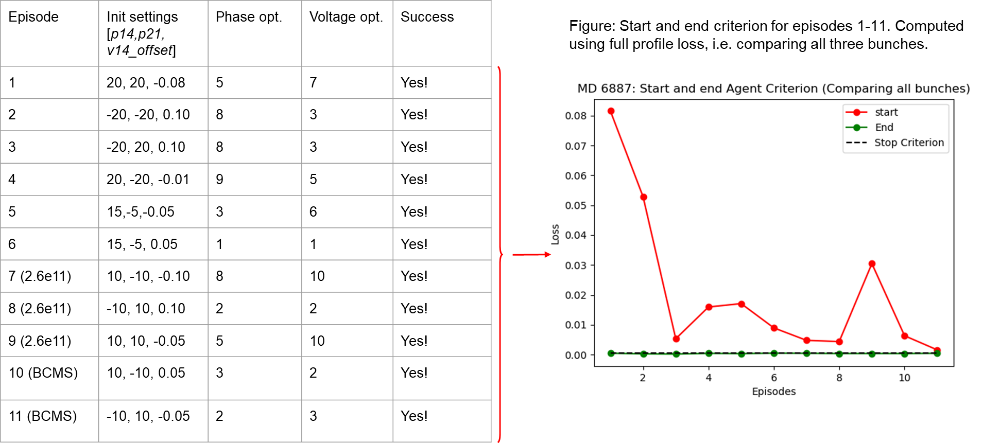 Episode
Init settings
[p14,p21,
v14_offset]
Phase opt.
Voltage opt.
Success
1
20, 20, -0.08
5
7
Yes!
2
-20, -20, 0.10
8
3
Yes!
3
-20, 20, 0.10
8
3
Yes!
4
20, -20, -0.01
9
5
Yes!
5
15,-5,-0.05
3
6
Yes!
6
15, -5, 0.05
1
1
Yes!
7 (2.6e11)
10, -10, -0.10
8
10
Yes!
8 (2.6e11)
-10, 10, 0.10
2
2
Yes!
9 (2.6e11)
10, 10, -0.05
5
10
Yes!
10 (BCMS)
10, -10, 0.05
3
2
Yes!
11 (BCMS)
-10, 10, -0.05
2
3
Yes!
Figure: Start and end criterion for episodes 1-11. Computed
using full profile loss, i.e. comparing all three bunches.
MD 6887: Start and end Agent Criterion (Comparing all bunches)
start
End
Stop Criterion
0.08
0.07
0.06
0.05
0.04
0.03
0.02
0.01
0.00
Loss
2
4
6
8
10
Episodes